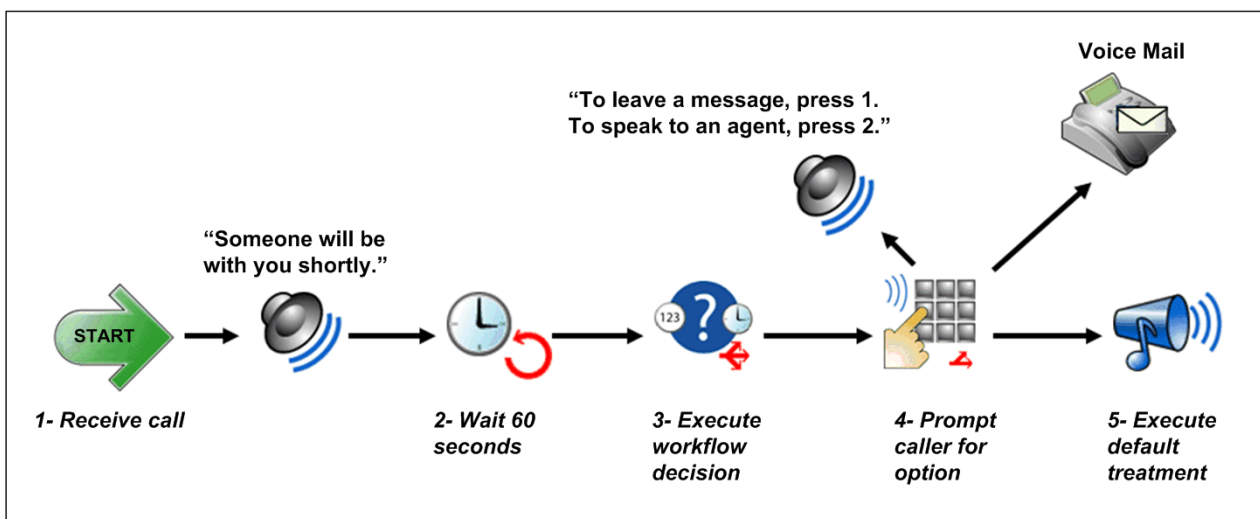 Voice Mail
“To leave a message, press 1.
To speak to an agent, press 2.”
“Someone will be
with you shortly.”
START
123
?
1- Receive call
2- Wait 60
seconds
3- Execute
workflow
decision
4- Prompt
caller for
option
5- Execute
default
treatment